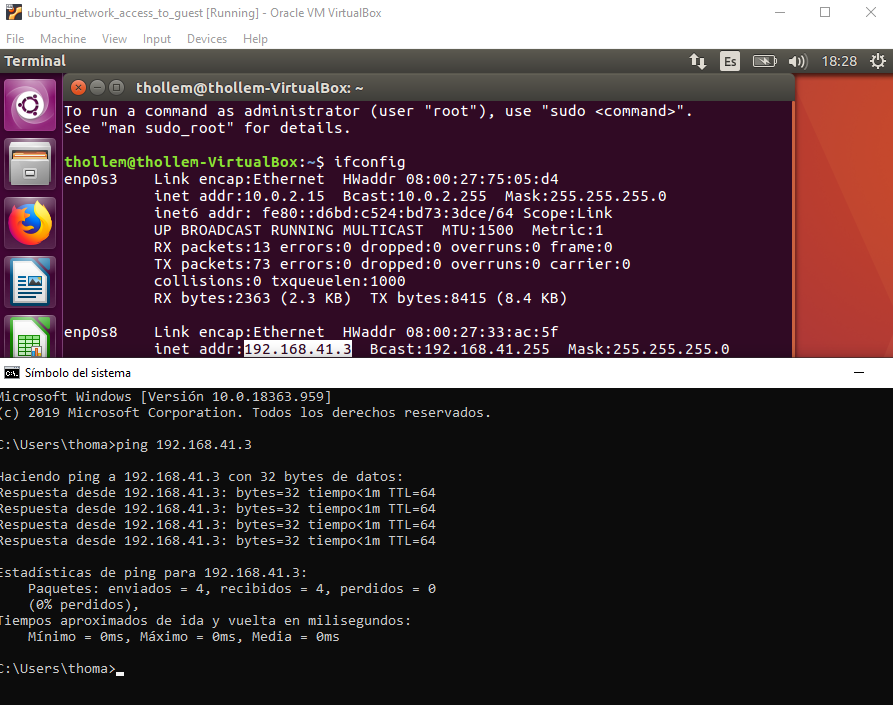 ubuntu_network_access_to_guest [Running] - Oracle VM VirtualBox
File Machine View Input Devices Help
Terminal Es 18:28
thollem@thollem-VirtualBox: ~
To run a command as administrator (user "root"), use "sudo <command>".
See "man sudo_root" for details.
thollem@thollem-VirtualBox:~$ ifconfig
enp0s3 Link encap:Ethernet HWaddr 08:00:27:75:05:d4
inet addr:10.0.2.15 Bcast:10.0.2.255 Mask:255.255.255.0
inet6 addr: fe80::d6bd:c524:bd73:3dce/64 Scope:Link
UP BROADCAST RUNNING MULTICAST MTU:1500 Metric:1
RX packets:13 errors:0 dropped:0 overruns:0 frame:0
TX packets:73 errors:0 dropped:0 overruns:0 carrier:0
collisions:0 txqueuelen:1000
RX bytes:2363 (2.3 KB) TX bytes:8415 (8.4 KB)
enp0s8 Link encap:Ethernet HWaddr 08:00:27:33:ac:5f
inet addr:192.168.41.3 Bcast:192.168.41.255 Mask:255.255.255.0
Símbolo del sistema
Microsoft Windows [Versión 10.0.18363.959]
(c) 2019 Microsoft Corporation. Todos los derechos reservados.
C:\Users\thoma>ping 192.168.41.3
Haciendo ping a 192.168.41.3 con 32 bytes de datos:
Respuesta desde 192.168.41.3: bytes=32 tiempo<1m TTL=64
Respuesta desde 192.168.41.3: bytes=32 tiempo<1m TTL=64
Respuesta desde 192.168.41.3: bytes=32 tiempo<1m TTL=64
Respuesta desde 192.168.41.3: bytes=32 tiempo<1m TTL=64
Estadísticas de ping para 192.168.41.3:
Paquetes: enviados = 4, recibidos = 4, perdidos = 0
(0% perdidos),
Tiempos aproximados de ida y vuelta en milisegundos:
Mínimo = 0ms, Máximo = 0ms, Media = 0ms
C:\Users\thoma>